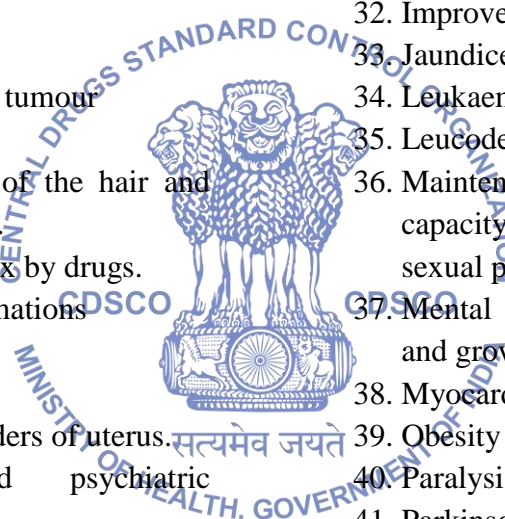 tumour
of the hair and
x by drugs.
nations
ders of uterus.
d psychiatric
32. Improve
33. Jaundice
34. Leukaem
35. Leucode
36. Mainten
capacity
sexual p
37. Mental
and grow
38. Myocard
39. Obesity
40. Paralysi
41. Parkinso
CENTRAL DRUGS STANDARD CONTROL ORGANIZATION
CDSCO CDSCO
सत्यमेव जयते
MINISTRY OF HEALTH, GOVERNMENT OF INDIA